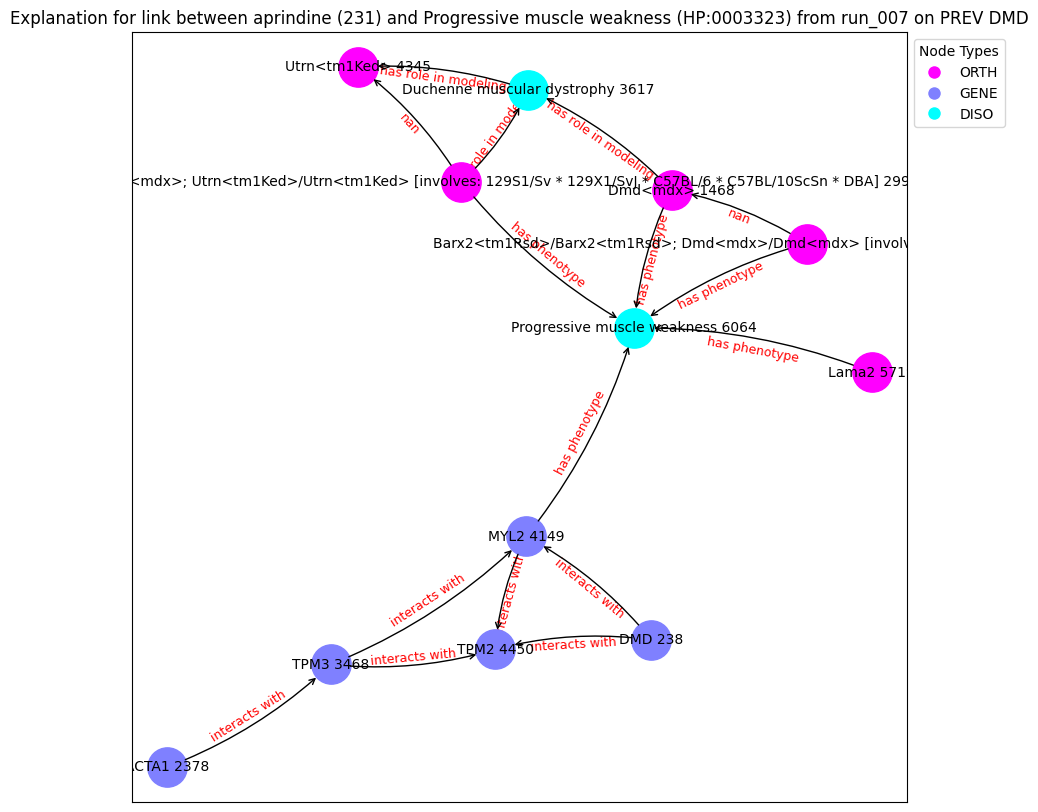 Explanation for link between aprindine (231) and Progressive muscle weakness (HP:0003323) from run_007 on PREV DMD
Node Types
ORTH
GENE
DISO
Utrn<tm1Ked> 4345
has role in modeling
Duchenne muscular dystrophy 3617
nan
role in mode
has role in modeling
<mdx>; Utrn<tm1Ked>/Utrn<tm1Ked> [involves: 129S1/Sv * 129X1/SvJ * C57BL/6 * C57BL/10ScSn * DBA] 299
Dmd<mdx> 1468
nan
has phenotype
Barx2<tm1Rsd>/Barx2<tm1Rsd>; Dmd<mdx>/Dmd<mdx> [involv
has phenotype
has phenotype
Progressive muscle weakness 6064
has phenotype
Lama2 571
has phenotype
MYL2 4149
interacts with
interacts with
teracts with
DMD 238
TPM2 4450
interacts with
TPM3 3468
interacts with
interacts with
ACTA1 2378